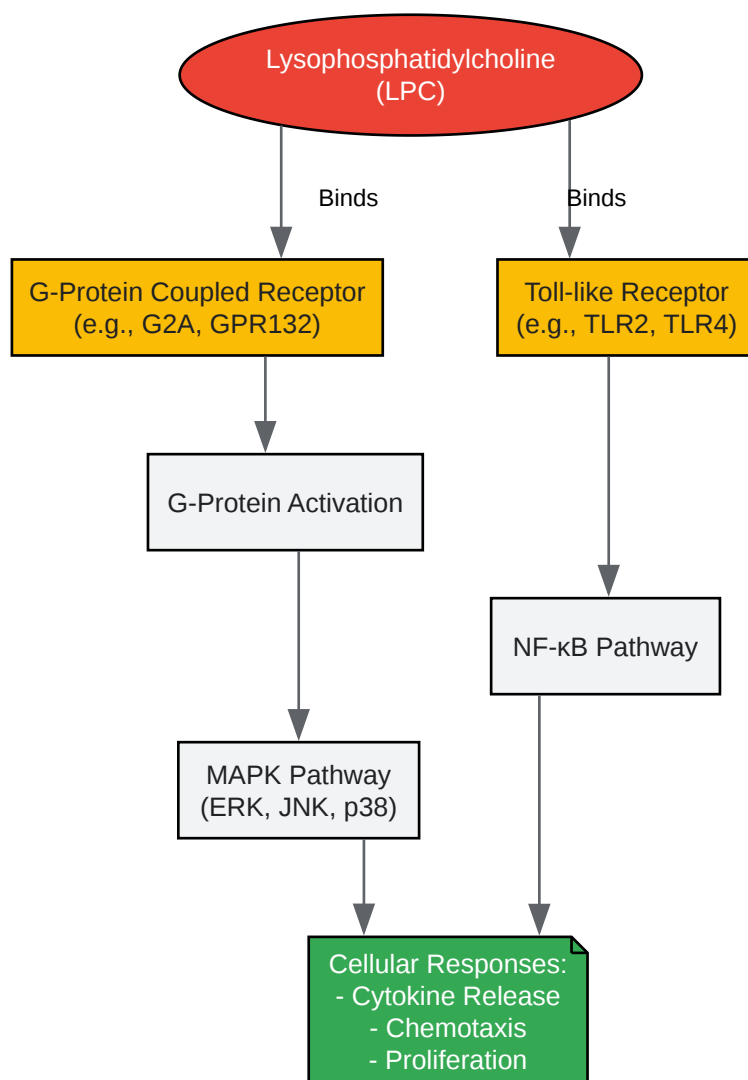 Lysophosphatidylcholine
(LPC)
Binds
Binds
G-Protein Coupled Receptor
(e.g., G2A, GPR132)
Toll-like Receptor
(e.g., TLR2, TLR4)
G-Protein Activation
NF-κB Pathway
MAPK Pathway
(ERK, JNK, p38)
Cellular Responses:
- Cytokine Release
- Chemotaxis
- Proliferation